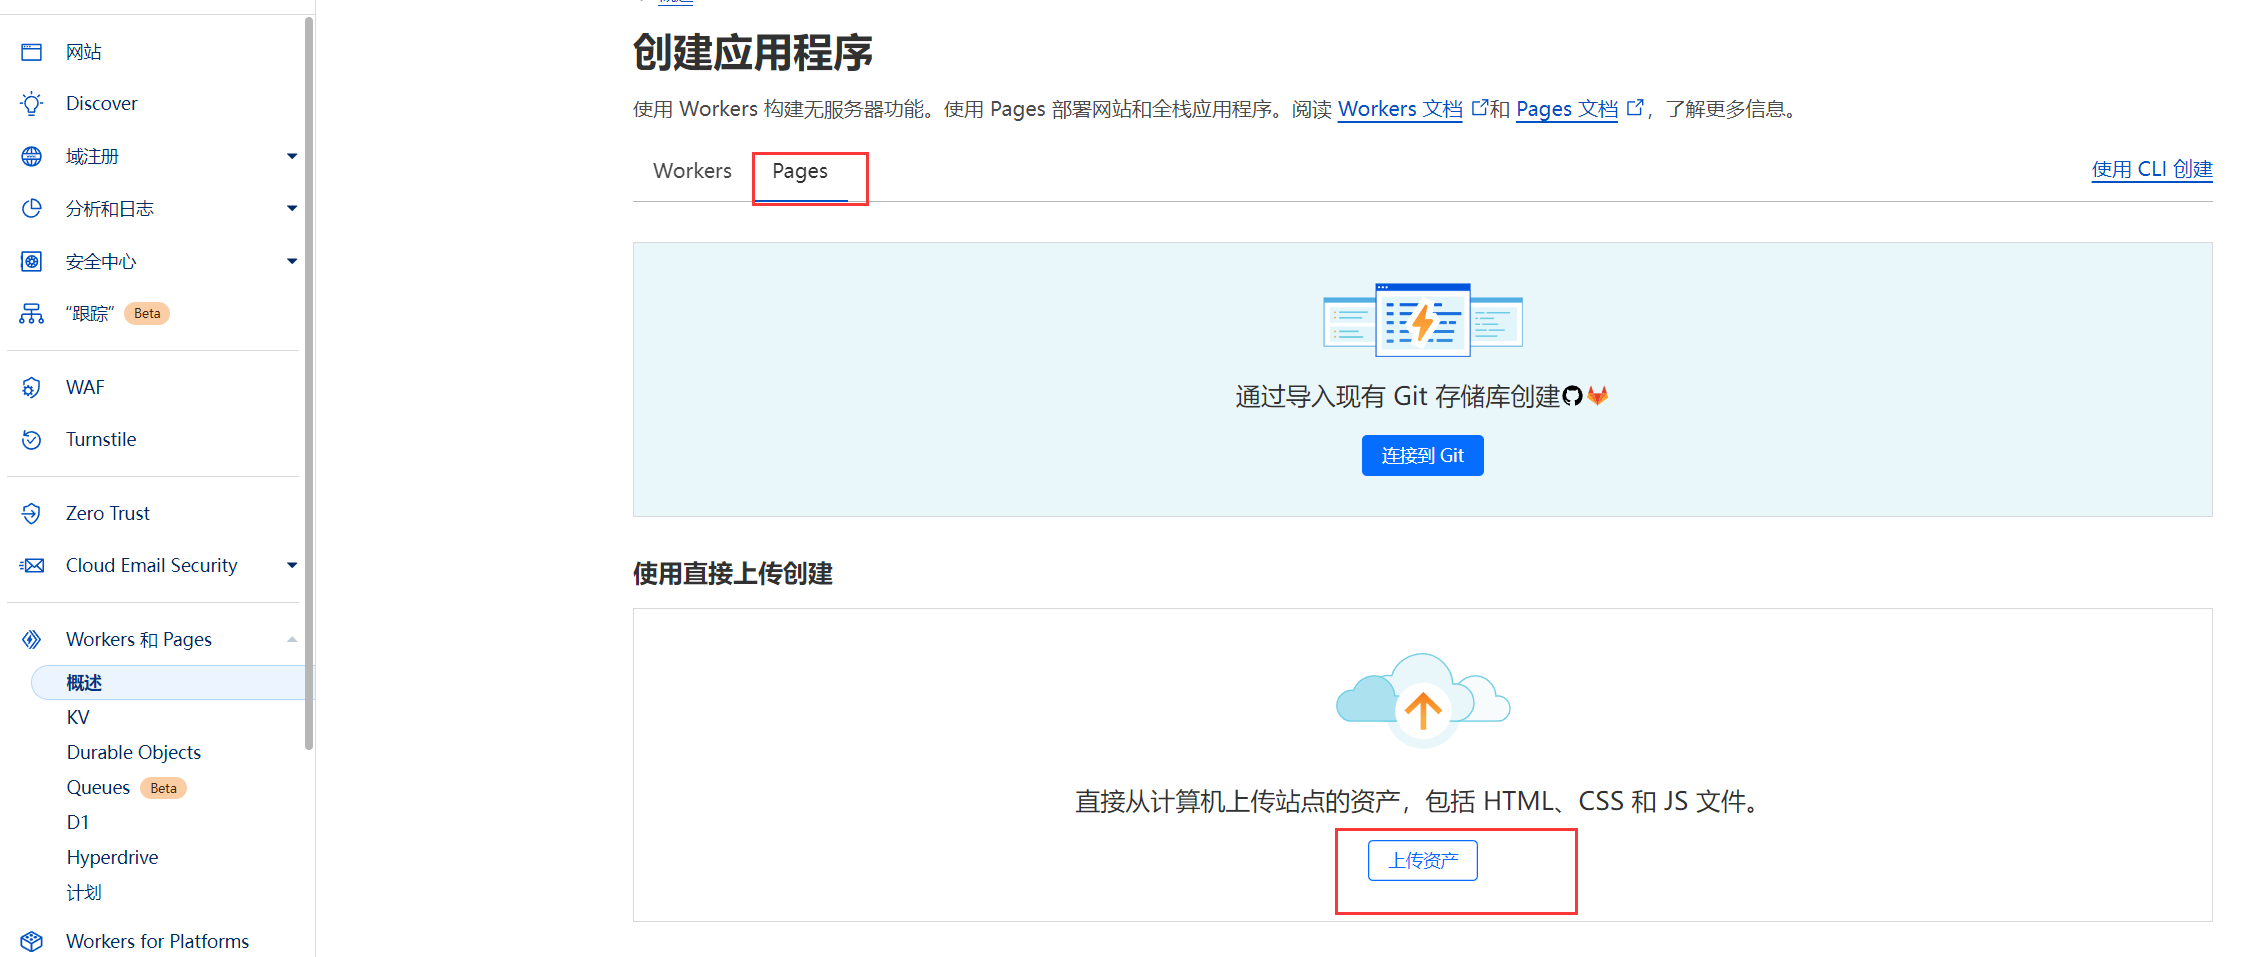 网站
Discover
域注册
分析和日志
安全中心
“跟踪” Beta
WAF
Turnstile
Zero Trust
Cloud Email Security
Workers 和 Pages
概述
KV
Durable Objects
Queues Beta
D1
Hyperdrive
计划
Workers for Platforms
创建应用程序
使用 Workers 构建无服务器功能。使用 Pages 部署网站和全栈应用程序。阅读 Workers 文档 和 Pages 文档 ，了解更多信息。
Workers Pages
使用 CLI 创建
通过导入现有 Git 存储库创建
连接到 Git
使用直接上传创建
直接从计算机上传站点的资产，包括 HTML、CSS 和 JS 文件。
上传资产